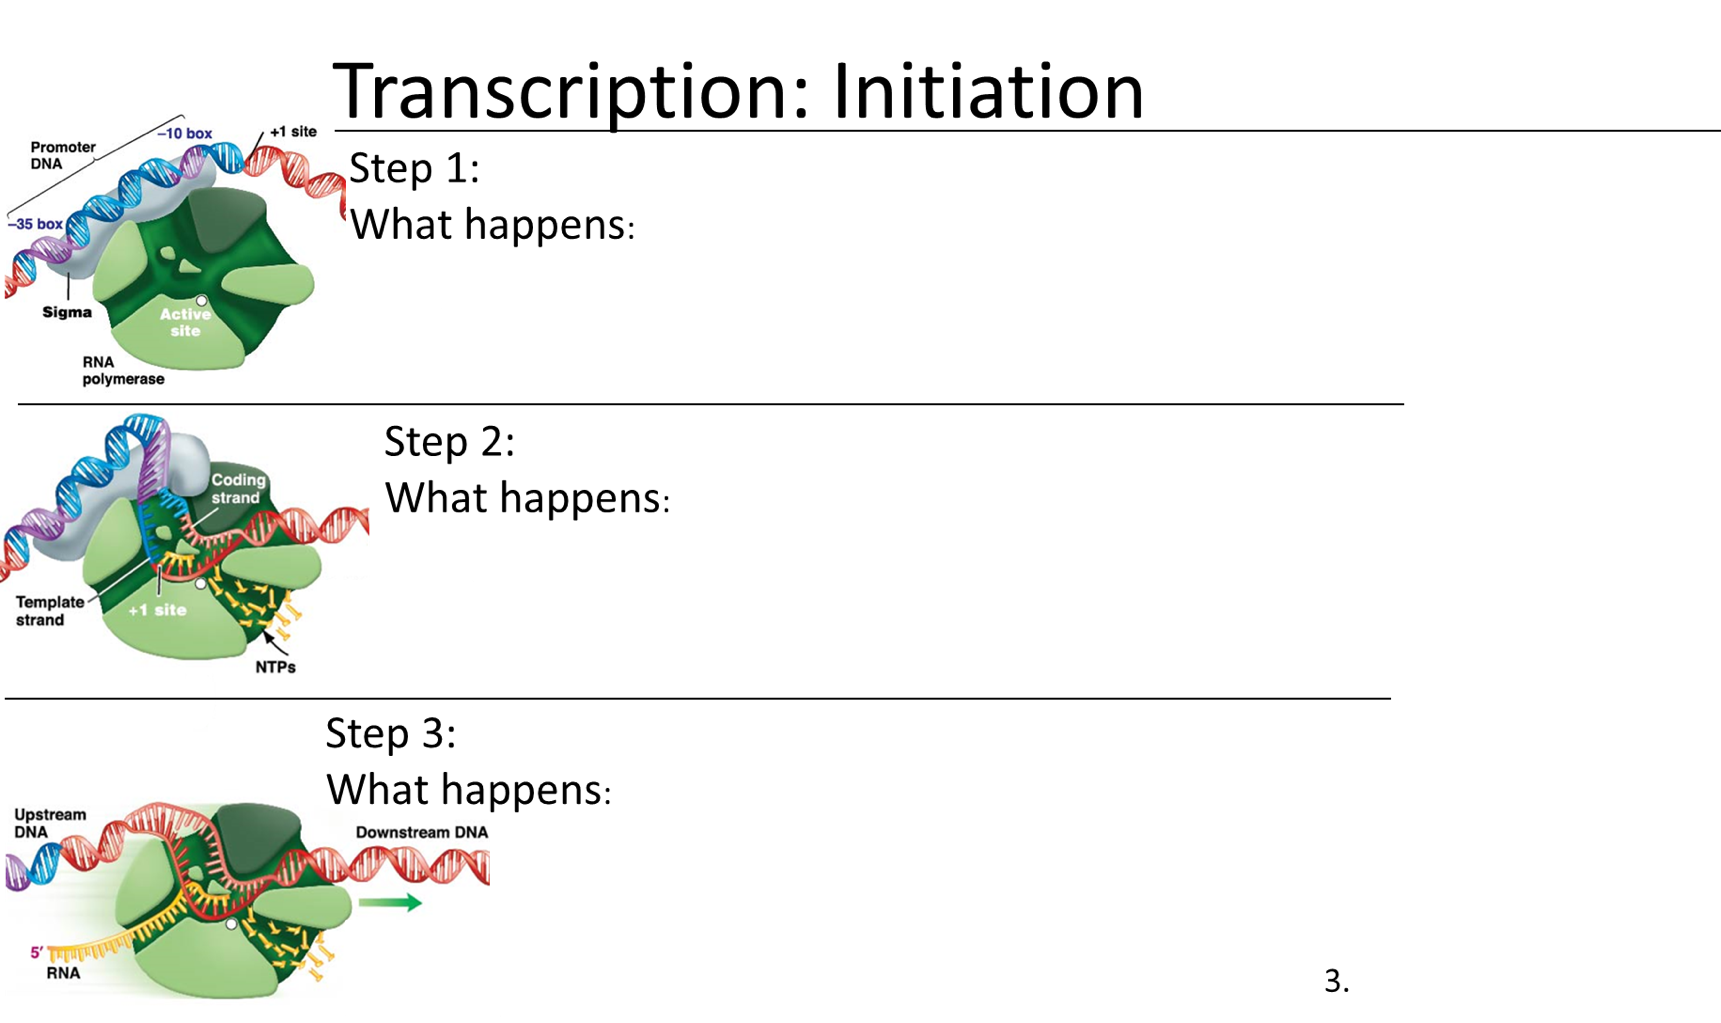 Transcription: Initiation
Promoter
DNA
–10 box
+1 site
–35 box
Sigma
Active
site
RNA
polymerase
Step 1:
What happens:
Step 2:
What happens:
Coding
strand
Template
strand
+1 site
NTPs
Step 3:
What happens:
Upstream
DNA
Downstream DNA
5′
RNA
3.